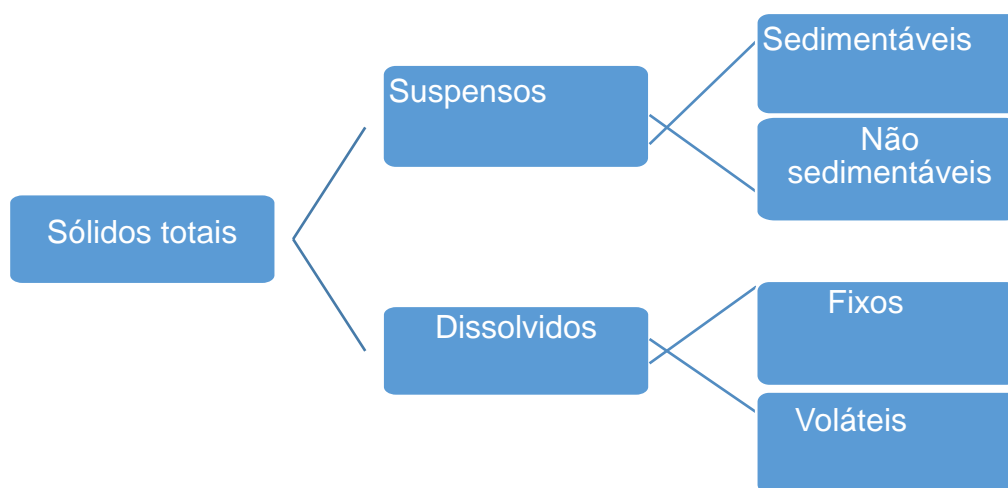 Sólidos totais
Suspensos
Sedimentáveis
Não
sedimentáveis
Dissolvidos
Fixos
Voláteis